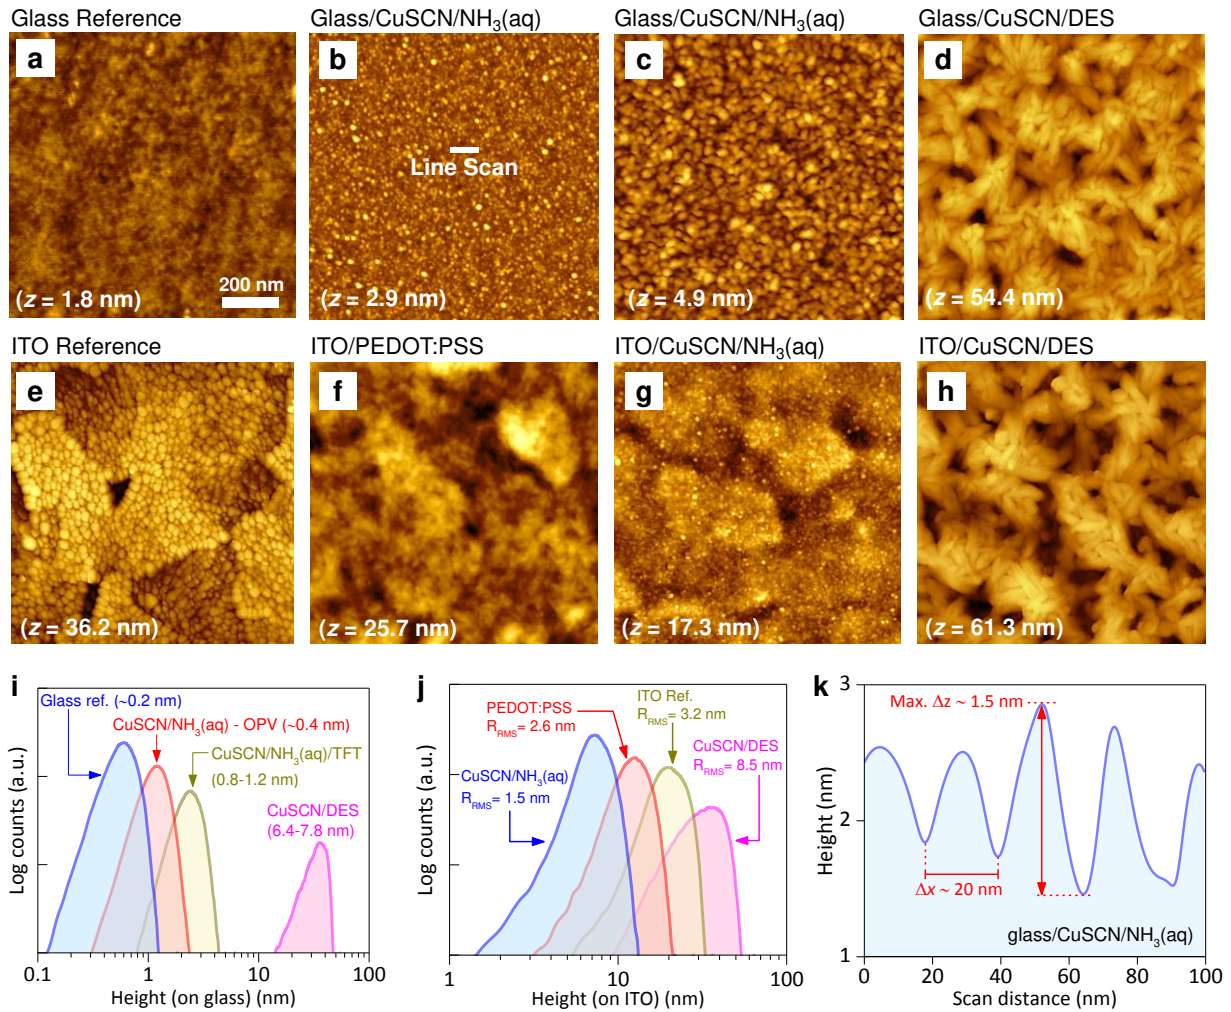 Glass Reference
Glass/CuSCN/NH₃(aq)
Glass/CuSCN/NH₃(aq)
Glass/CuSCN/DES
a
b
c
d
Line Scan
200 nm
(z = 1.8 nm)
(z = 2.9 nm)
(z = 4.9 nm)
(z = 54.4 nm)
ITO Reference
ITO/PEDOT:PSS
ITO/CuSCN/NH₃(aq)
ITO/CuSCN/DES
e
f
g
h
(z = 36.2 nm)
(z = 25.7 nm)
(z = 17.3 nm)
(z = 61.3 nm)
i
Glass ref. (~0.2 nm)
CuSCN/NH₃(aq) - OPV (~0.4 nm)
CuSCN/NH₃(aq)/TFT
(0.8-1.2 nm)
CuSCN/DES
(6.4-7.8 nm)
Log counts (a.u.)
0.1
1
10
100
Height (on glass) (nm)
j
ITO Ref.
R_RMS= 3.2 nm
PEDOT:PSS
R_RMS= 2.6 nm
CuSCN/DES
R_RMS= 8.5 nm
CuSCN/NH₃(aq)
R_RMS= 1.5 nm
Log counts (a.u.)
1
10
100
Height (on ITO) (nm)
k
3
Max. Δz ~ 1.5 nm
2
Δx ~ 20 nm
glass/CuSCN/NH₃(aq)
1
Height (nm)
0
20
40
60
80
100
Scan distance (nm)